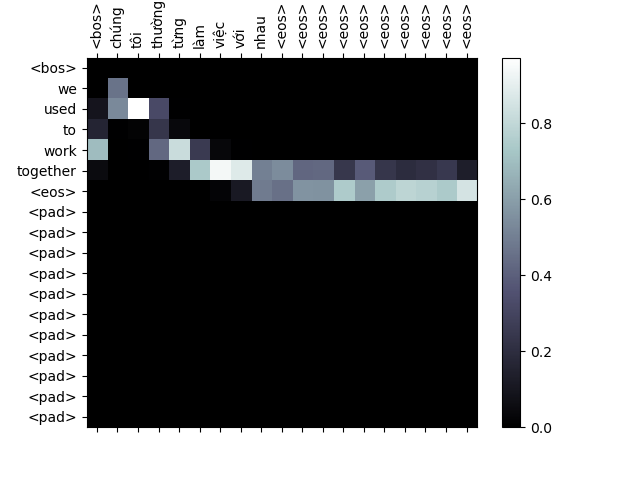 <bos> chúng tôi thường từng làm việc với nhau <eos> <eos> <eos> <eos> <eos> <eos> <eos> <eos> <eos> <eos>
<bos>
we
used
to
work
together
<eos>
<pad>
<pad>
<pad>
<pad>
<pad>
<pad>
<pad>
<pad>
<pad>
<pad>
<pad>
0.8
0.6
0.4
0.2
0.0